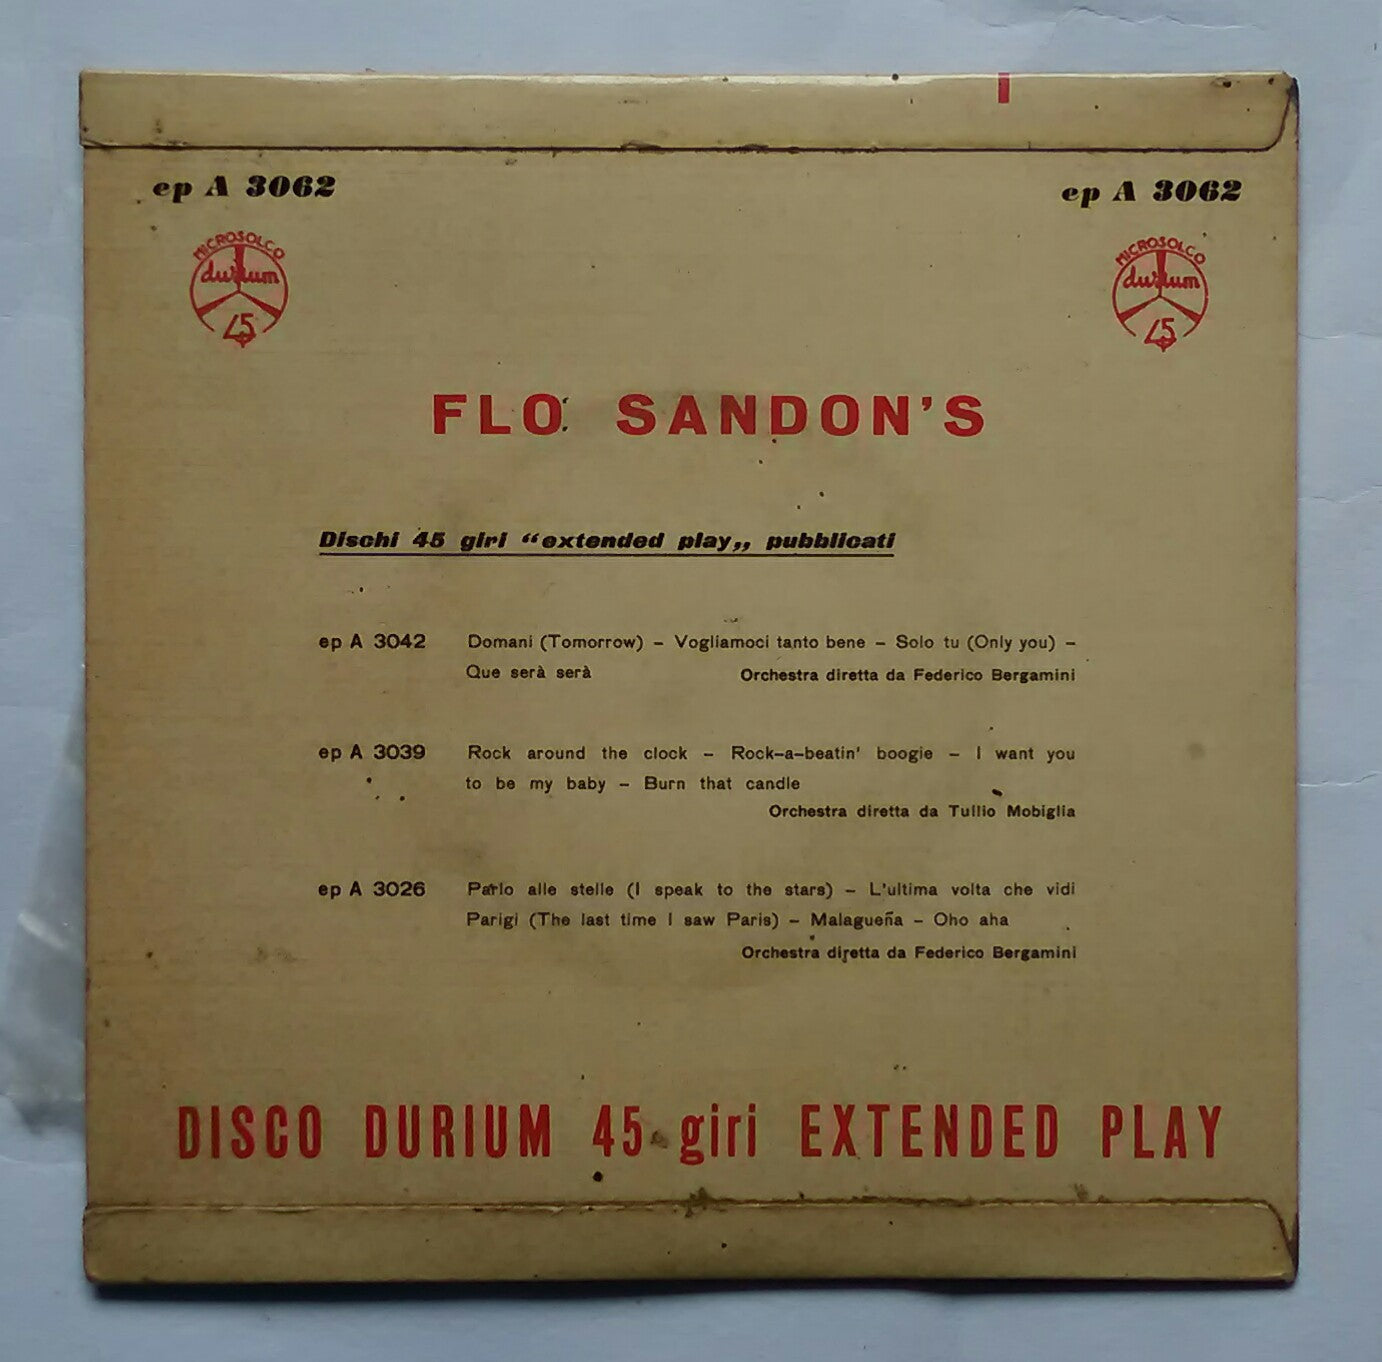 ep A 3062
ep A 3062
MICROSOLCO
durium
45
MICROSOLCO
durium
45
FLO SANDON'S
Dischi 45 giri “extended play„ pubblicati
ep A 3042 Domani (Tomorrow) – Vogliamoci tanto bene – Solo tu (Only you) –
Que serà serà Orchestra diretta da Federico Bergamini
ep A 3039 Rock around the clock – Rock-a-beatin' boogie – I want you
to be my baby – Burn that candle
Orchestra diretta da Tullio Mobiglia
ep A 3026 Parlo alle stelle (I speak to the stars) – L'ultima volta che vidi
Parigi (The last time I saw Paris) – Malagueña – Oho aha
Orchestra diretta da Federico Bergamini
DISCO DURIUM 45 giri EXTENDED PLAY